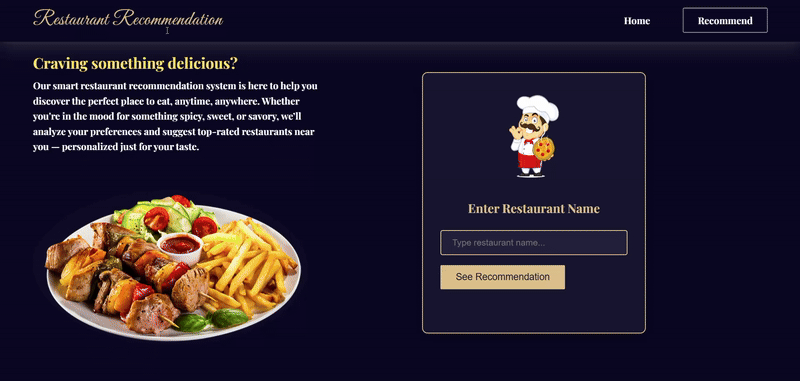 Restaurant Recommendation
Home
Recommend
Craving something delicious?
Our smart restaurant recommendation system is here to help you
discover the perfect place to eat, anytime, anywhere. Whether
you're in the mood for something spicy, sweet, or savory, we'll
analyze your preferences and suggest top-rated restaurants near
you — personalized just for your taste.
Enter Restaurant Name
Type restaurant name...
See Recommendation